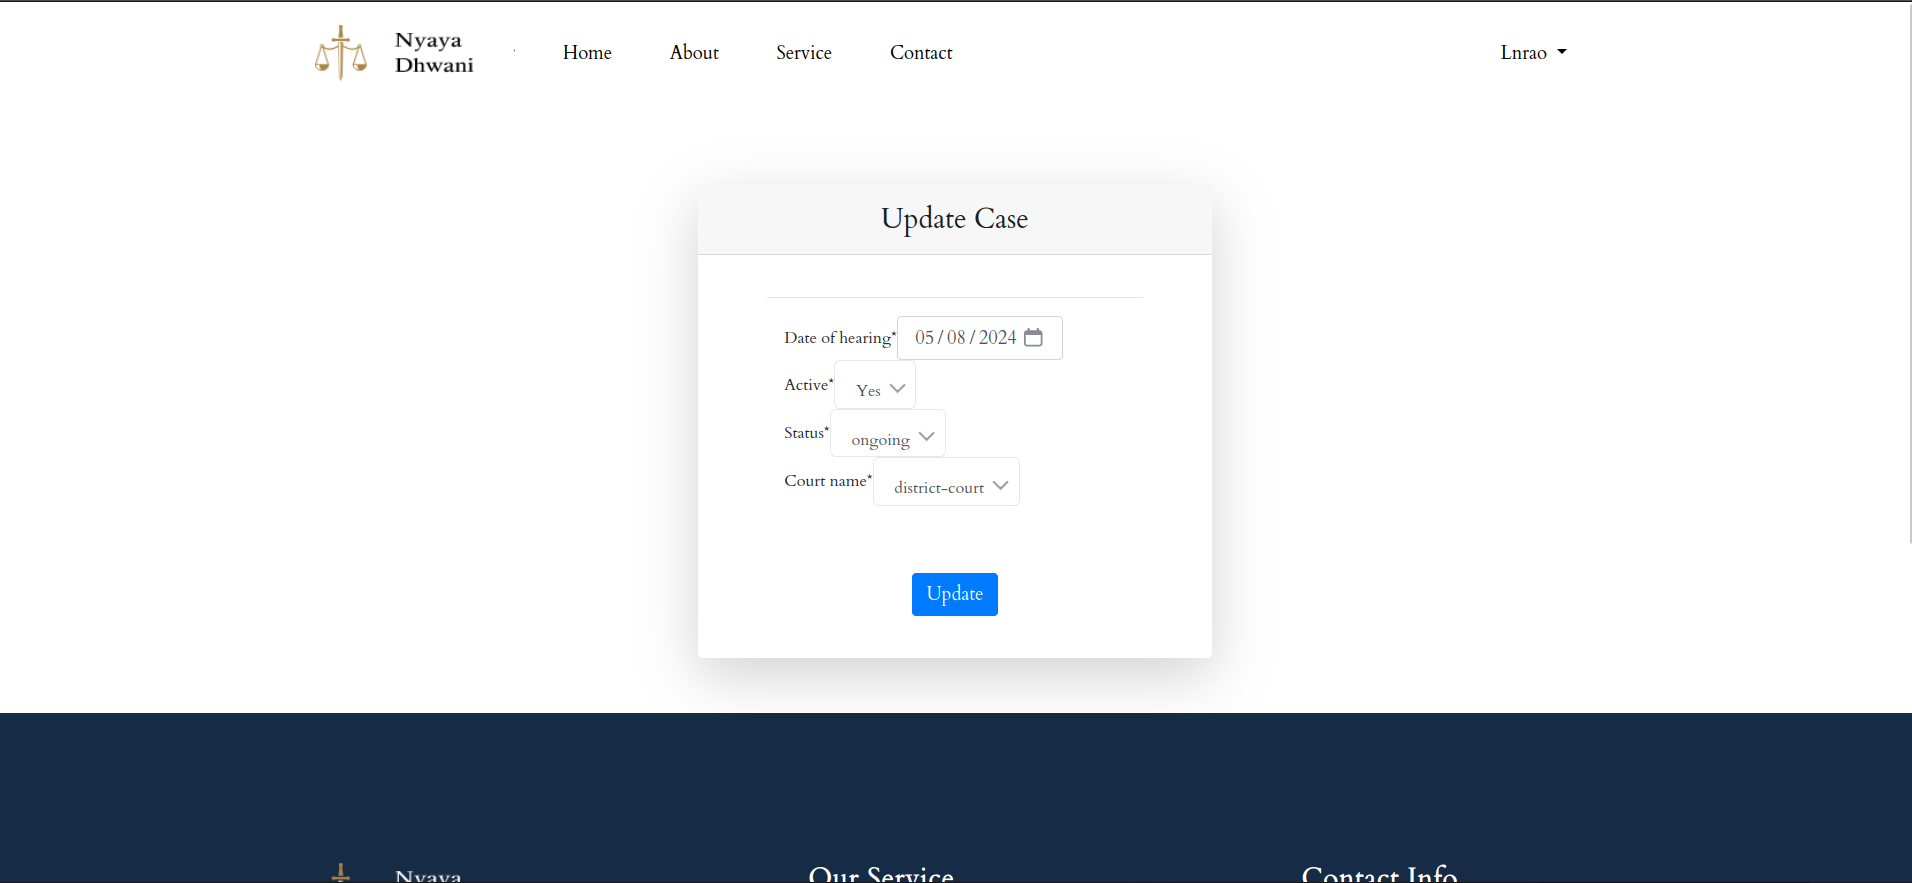 Nyaya
Dhwani
Home About Service Contact Lnrao
Update Case
Date of hearing* 05/08/2024
Active* Yes
Status* ongoing
Court name* district-court
Update
Nyaya
Our Service
Contact Info